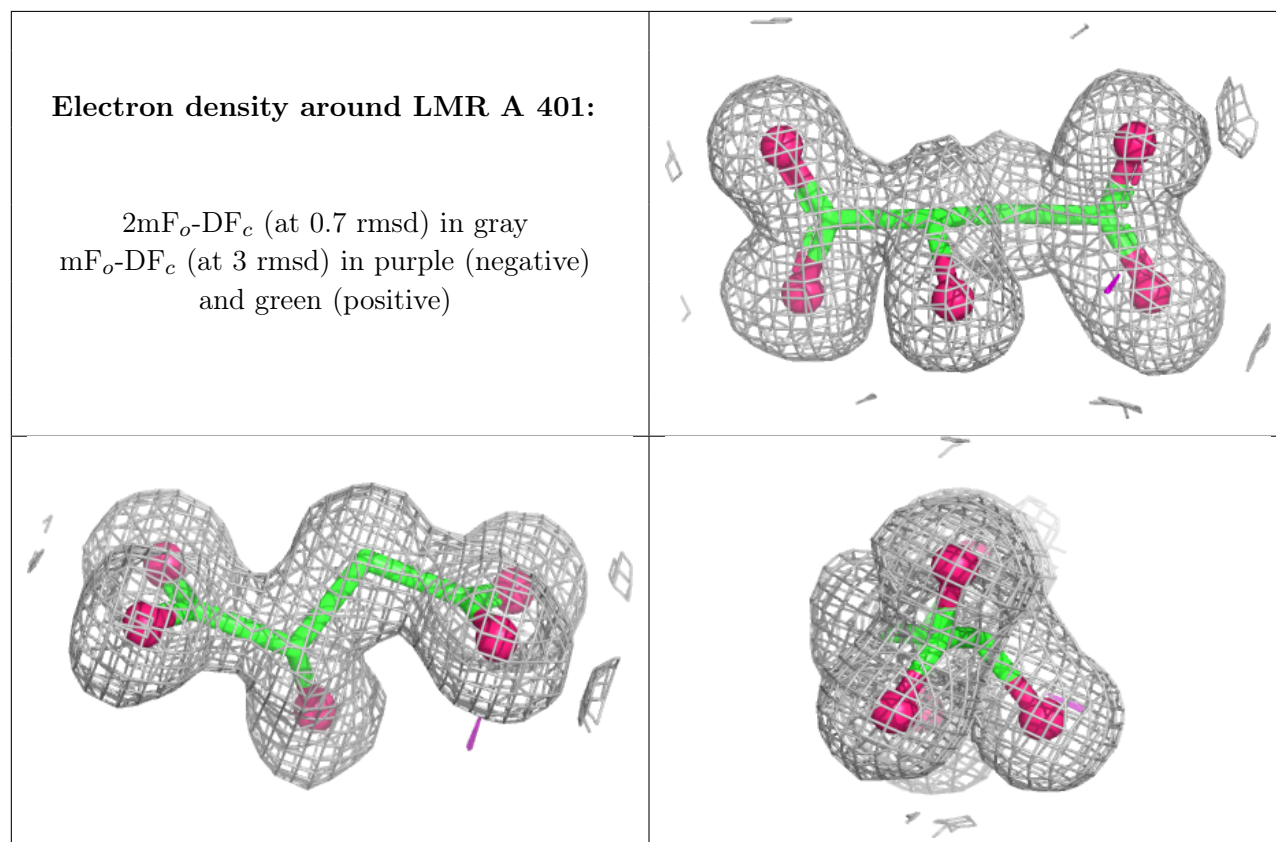 Electron density around LMR A 401:
2mFo-DFc (at 0.7 rmsd) in gray
mFo-DFc (at 3 rmsd) in purple (negative)
and green (positive)